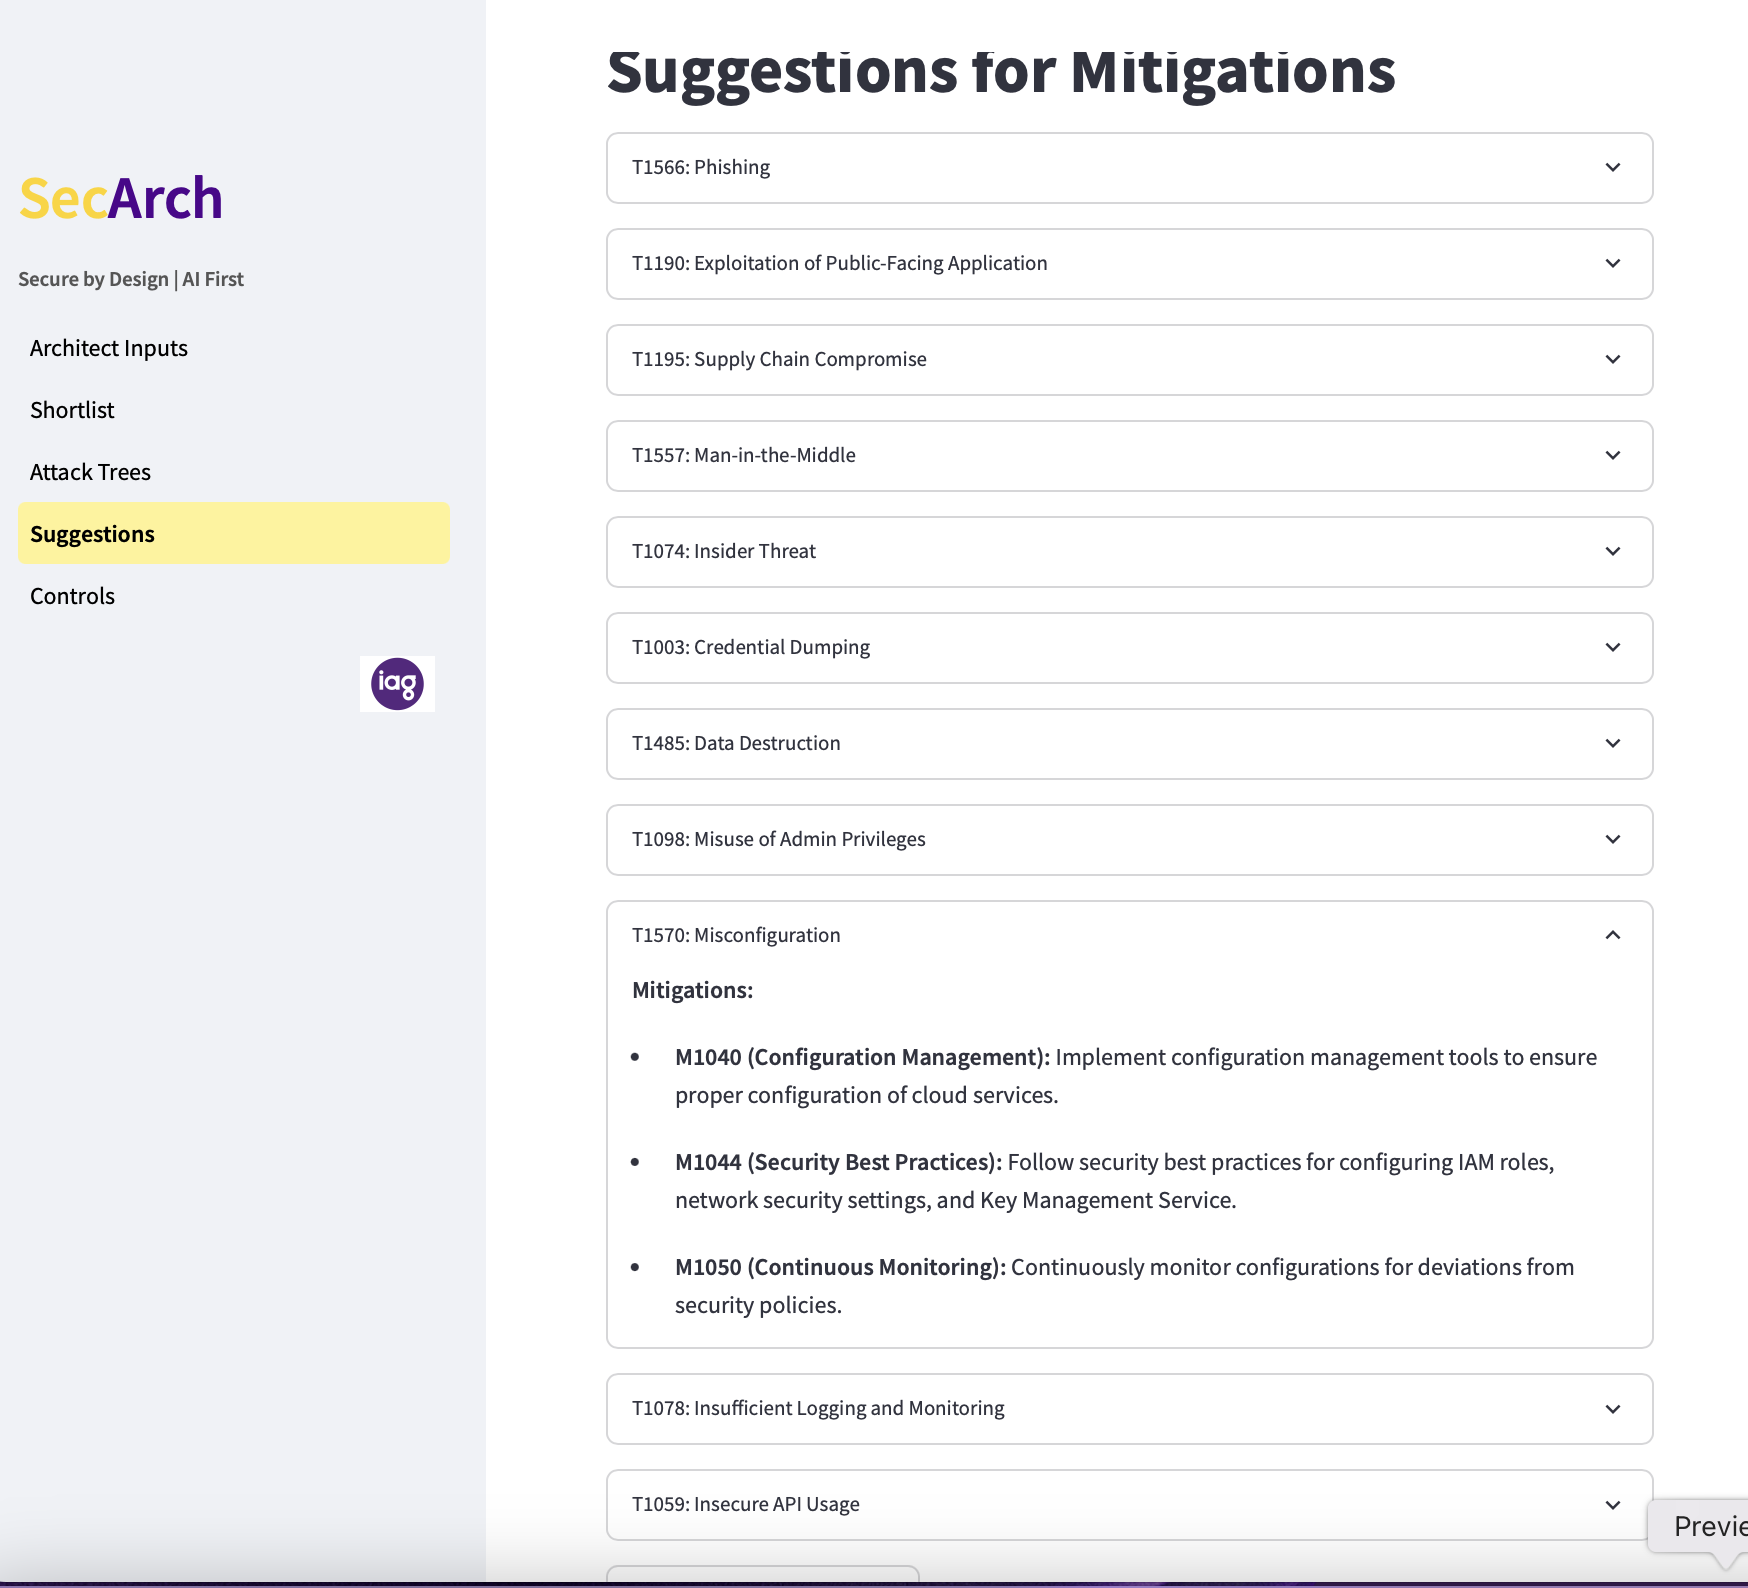 SecArch
Secure by Design | AI First
Architect Inputs
Shortlist
Attack Trees
Suggestions
Controls
iag
Suggestions for Mitigations
T1566: Phishing
T1190: Exploitation of Public-Facing Application
T1195: Supply Chain Compromise
T1557: Man-in-the-Middle
T1074: Insider Threat
T1003: Credential Dumping
T1485: Data Destruction
T1098: Misuse of Admin Privileges
T1570: Misconfiguration
Mitigations:
• M1040 (Configuration Management): Implement configuration management tools to ensure
proper configuration of cloud services.
• M1044 (Security Best Practices): Follow security best practices for configuring IAM roles,
network security settings, and Key Management Service.
• M1050 (Continuous Monitoring): Continuously monitor configurations for deviations from
security policies.
T1078: Insufficient Logging and Monitoring
T1059: Insecure API Usage
Previe